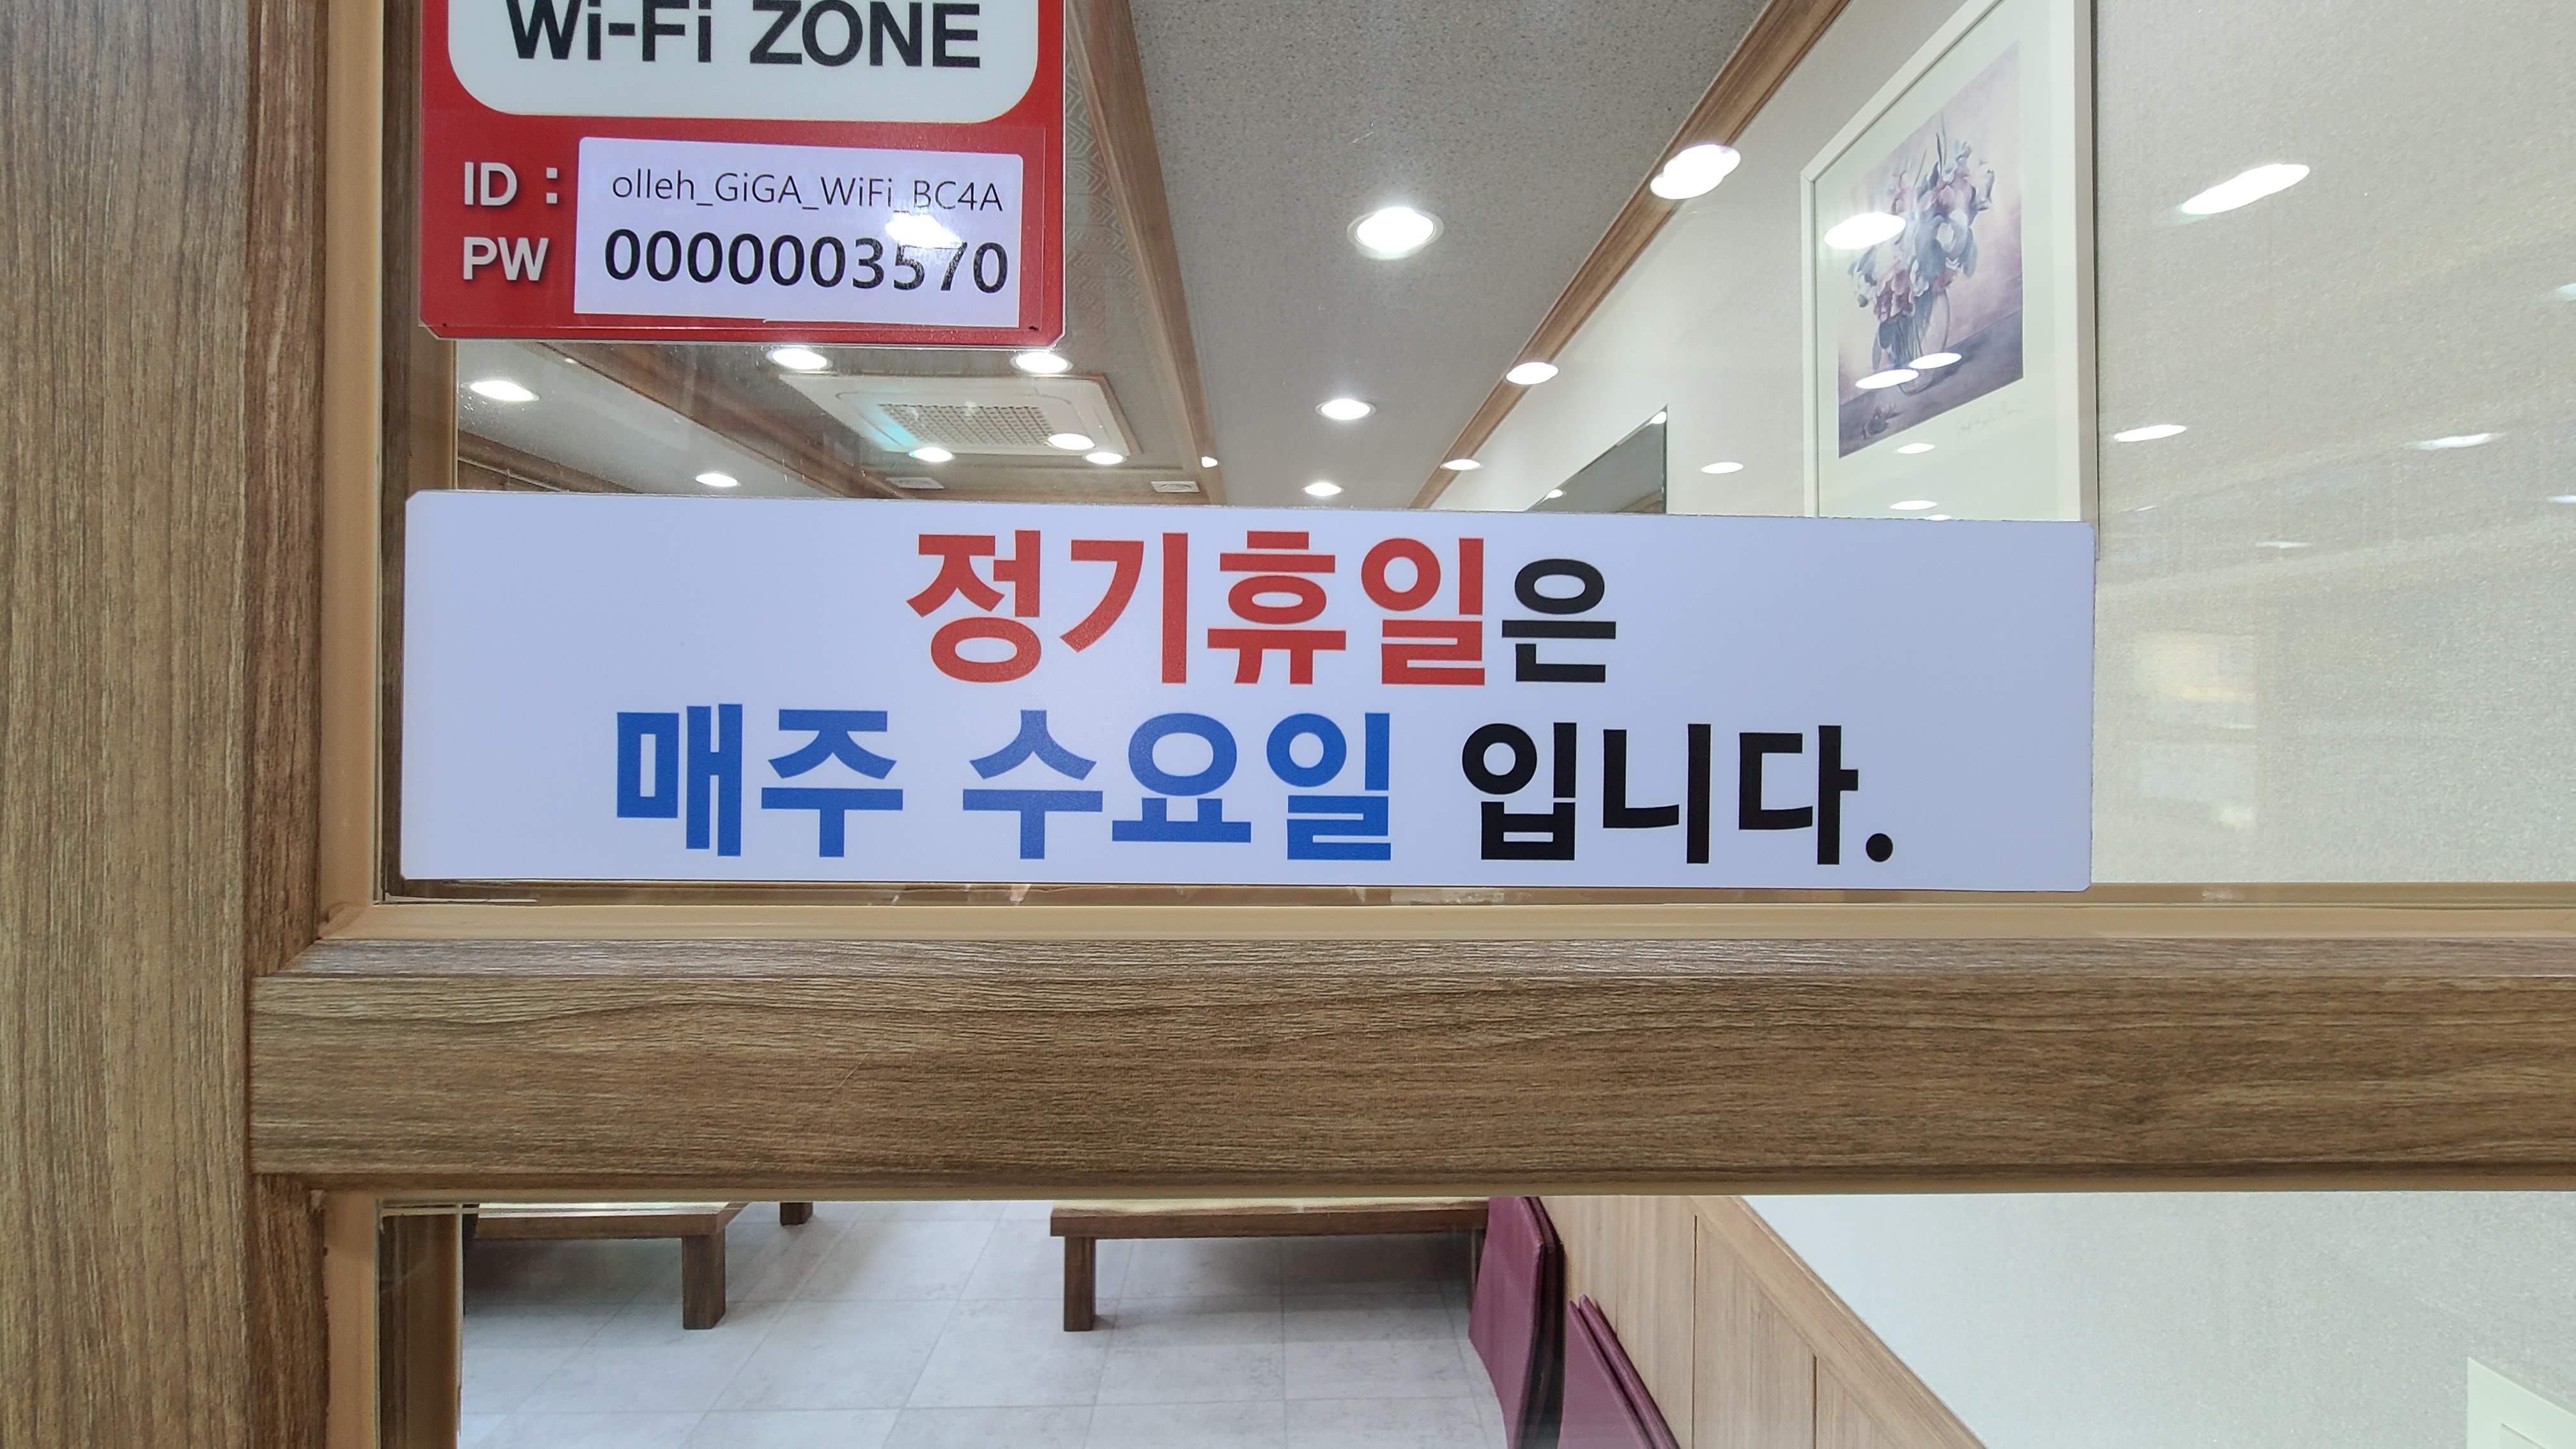 Wi-Fi ZONE
ID : olleh_GiGA_WiFi_BC4A
PW 0000003570
정기휴일은
매주 수요일 입니다.